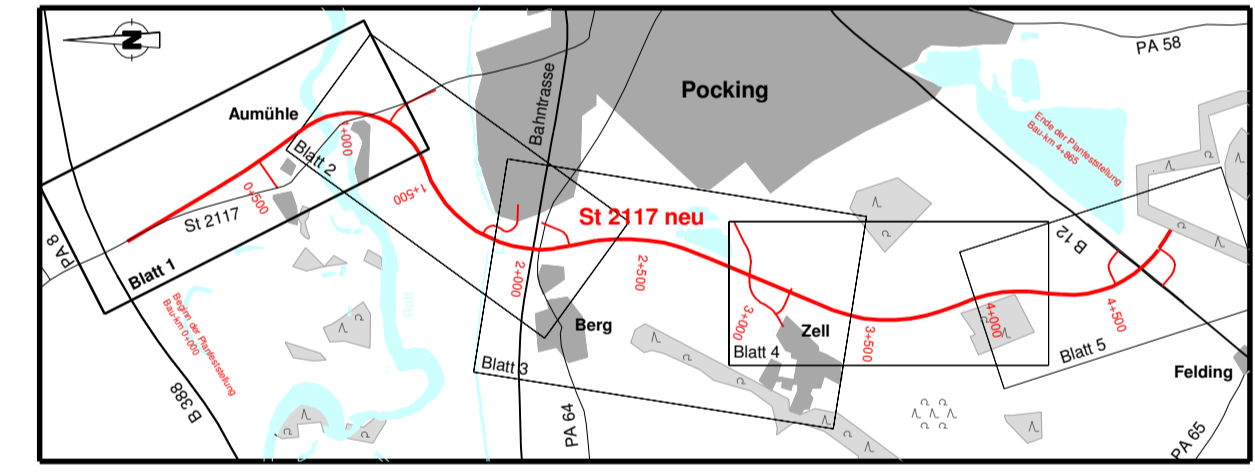 N
PA 58
Pocking
Bahntrasse
Aumühle
1+000
Blatt 2
Ende der Planfeststellung
Bau-km 4+865
0+500
1+500
St 2117
St 2117 neu
PA 8
Blatt 1
B 12
Beginn der Planfeststellung
Bau-km 0+000
Rott
2+000
2+500
3+000
3+500
4+000
4+500
Berg
Zell
Blatt 3
Blatt 4
Blatt 5
Felding
B 388
PA 64
PA 65